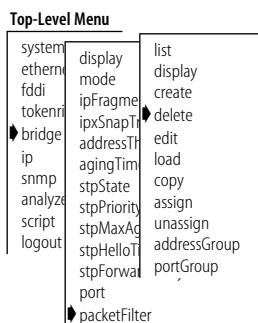 Top-Level Menu
system
etherne
fddi
tokenri
bridge
ip
snmp
analyze
script
logout
display
mode
ipFragme
ipxSnapTr
addressTh
agingTim
stpState
stpPriority
stpMaxAg
stpHelloTi
stpForwar
port
packetFilter
list
display
create
delete
edit
load
copy
assign
unassign
addressGroup
portGroup